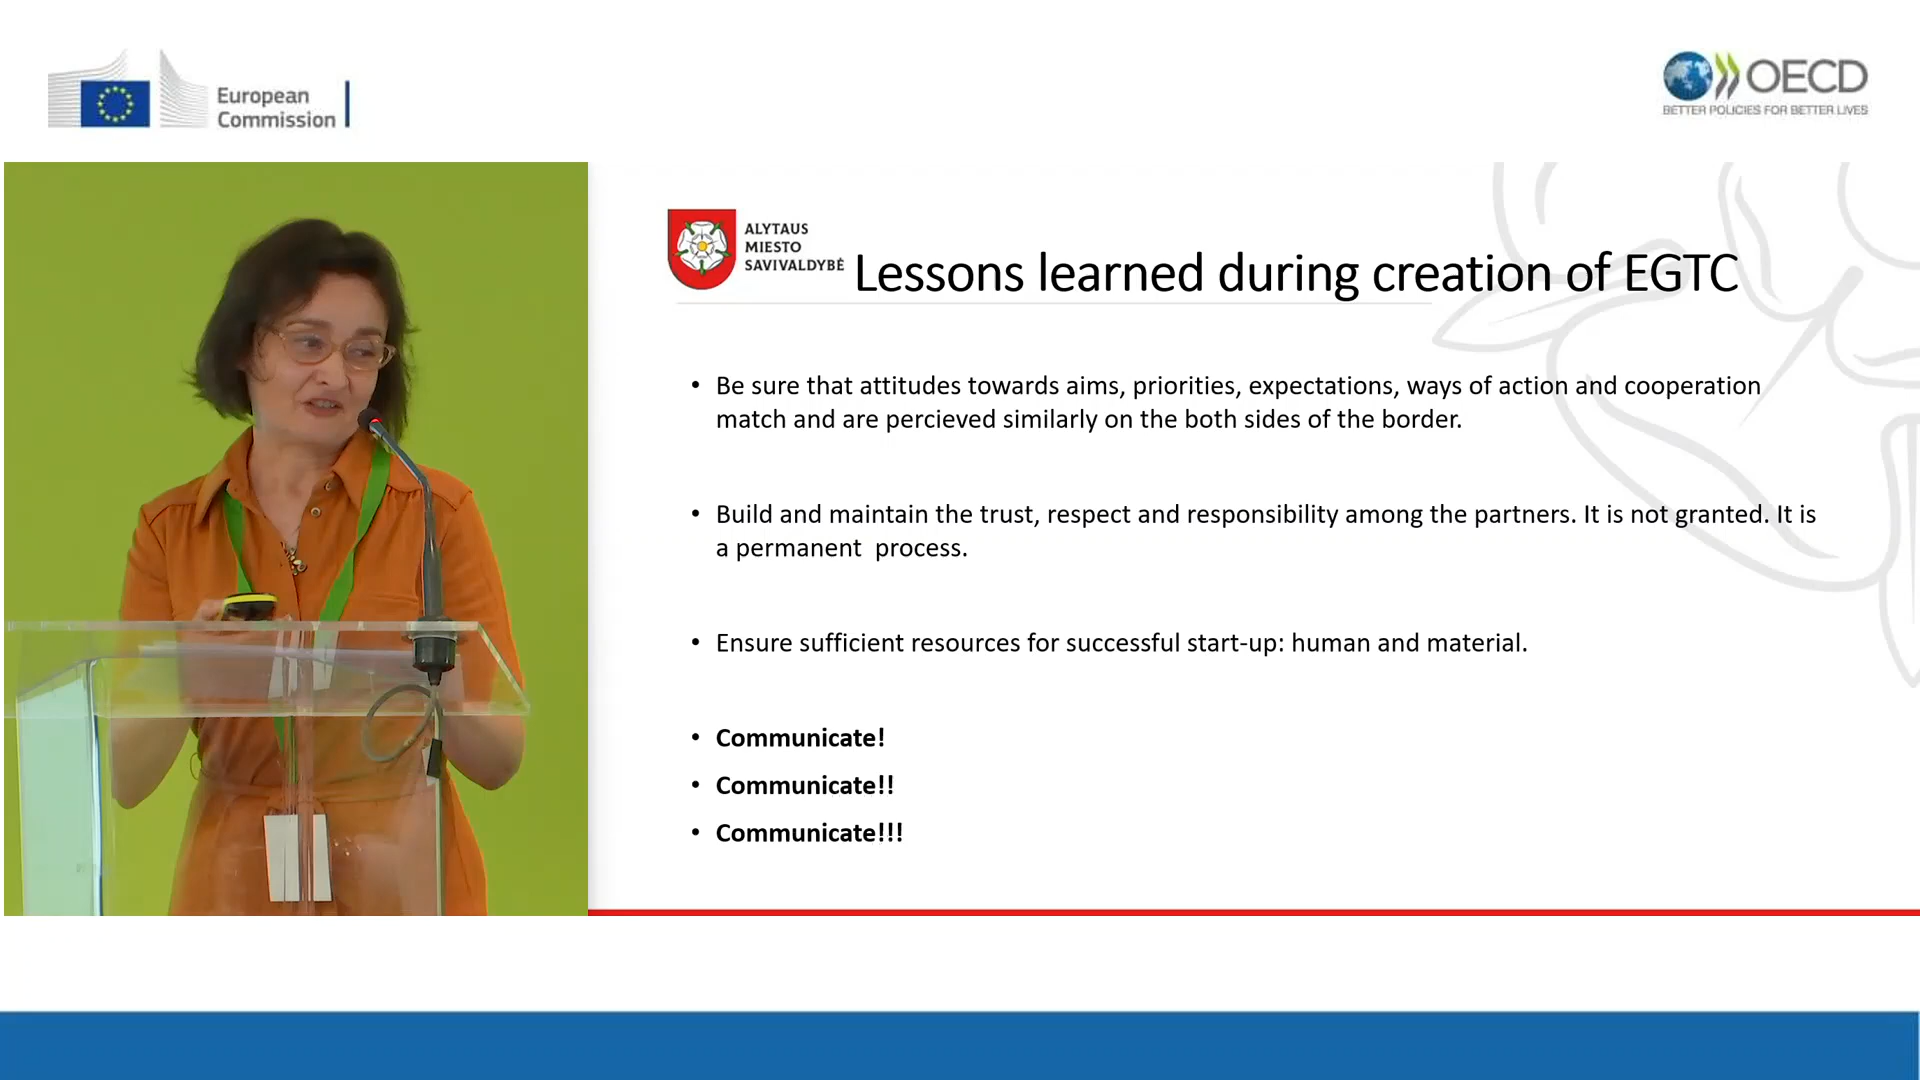 European
Commission
OECD
BETTER POLICIES FOR BETTER LIVES
ALYTAUS
MIESTO
SAVIVALDYBĖ
Lessons learned during creation of EGTC
• Be sure that attitudes towards aims, priorities, expectations, ways of action and cooperation
match and are percieved similarly on the both sides of the border.
• Build and maintain the trust, respect and responsibility among the partners. It is not granted. It is
a permanent  process.
• Ensure sufficient resources for successful start-up: human and material.
• Communicate!
• Communicate!!
• Communicate!!!